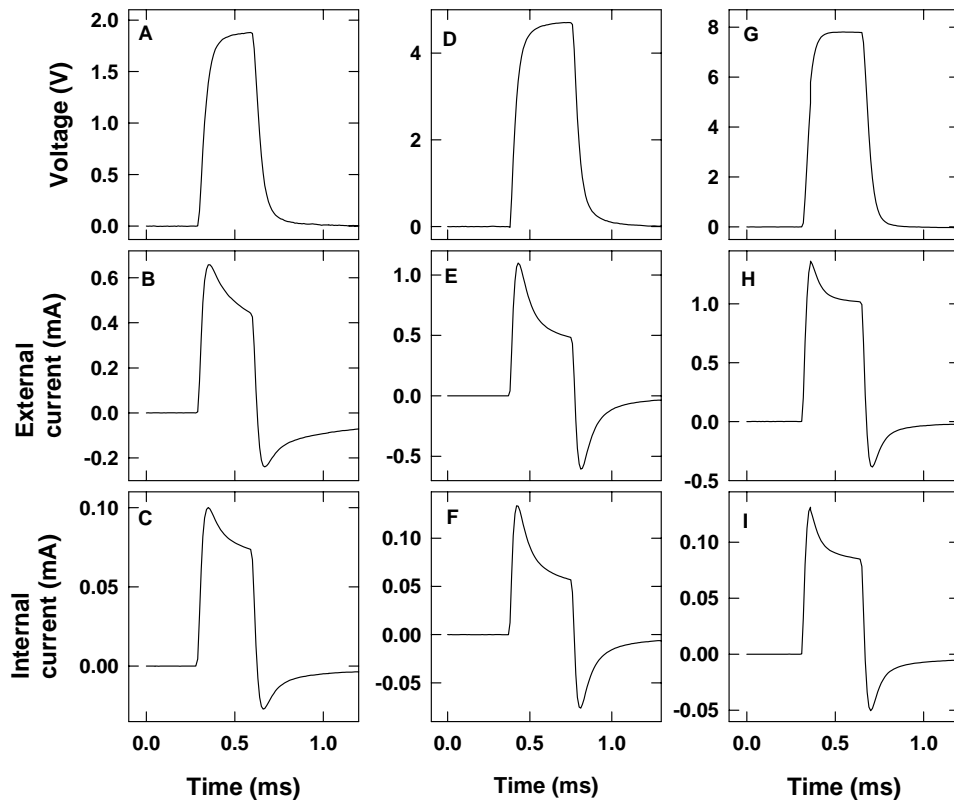 Voltage (V)
A
2.0
1.5
1.0
0.5
0.0
D
4
2
0
G
8
6
4
2
0
External
current (mA)
B
0.6
0.4
0.2
0.0
-0.2
E
1.0
0.5
0.0
-0.5
H
1.0
0.5
0.0
-0.5
Internal
current (mA)
C
0.10
0.05
0.00
F
0.10
0.05
0.00
-0.05
I
0.10
0.05
0.00
-0.05
0.0 0.5 1.0
0.0 0.5 1.0
0.0 0.5 1.0
Time (ms)
Time (ms)
Time (ms)